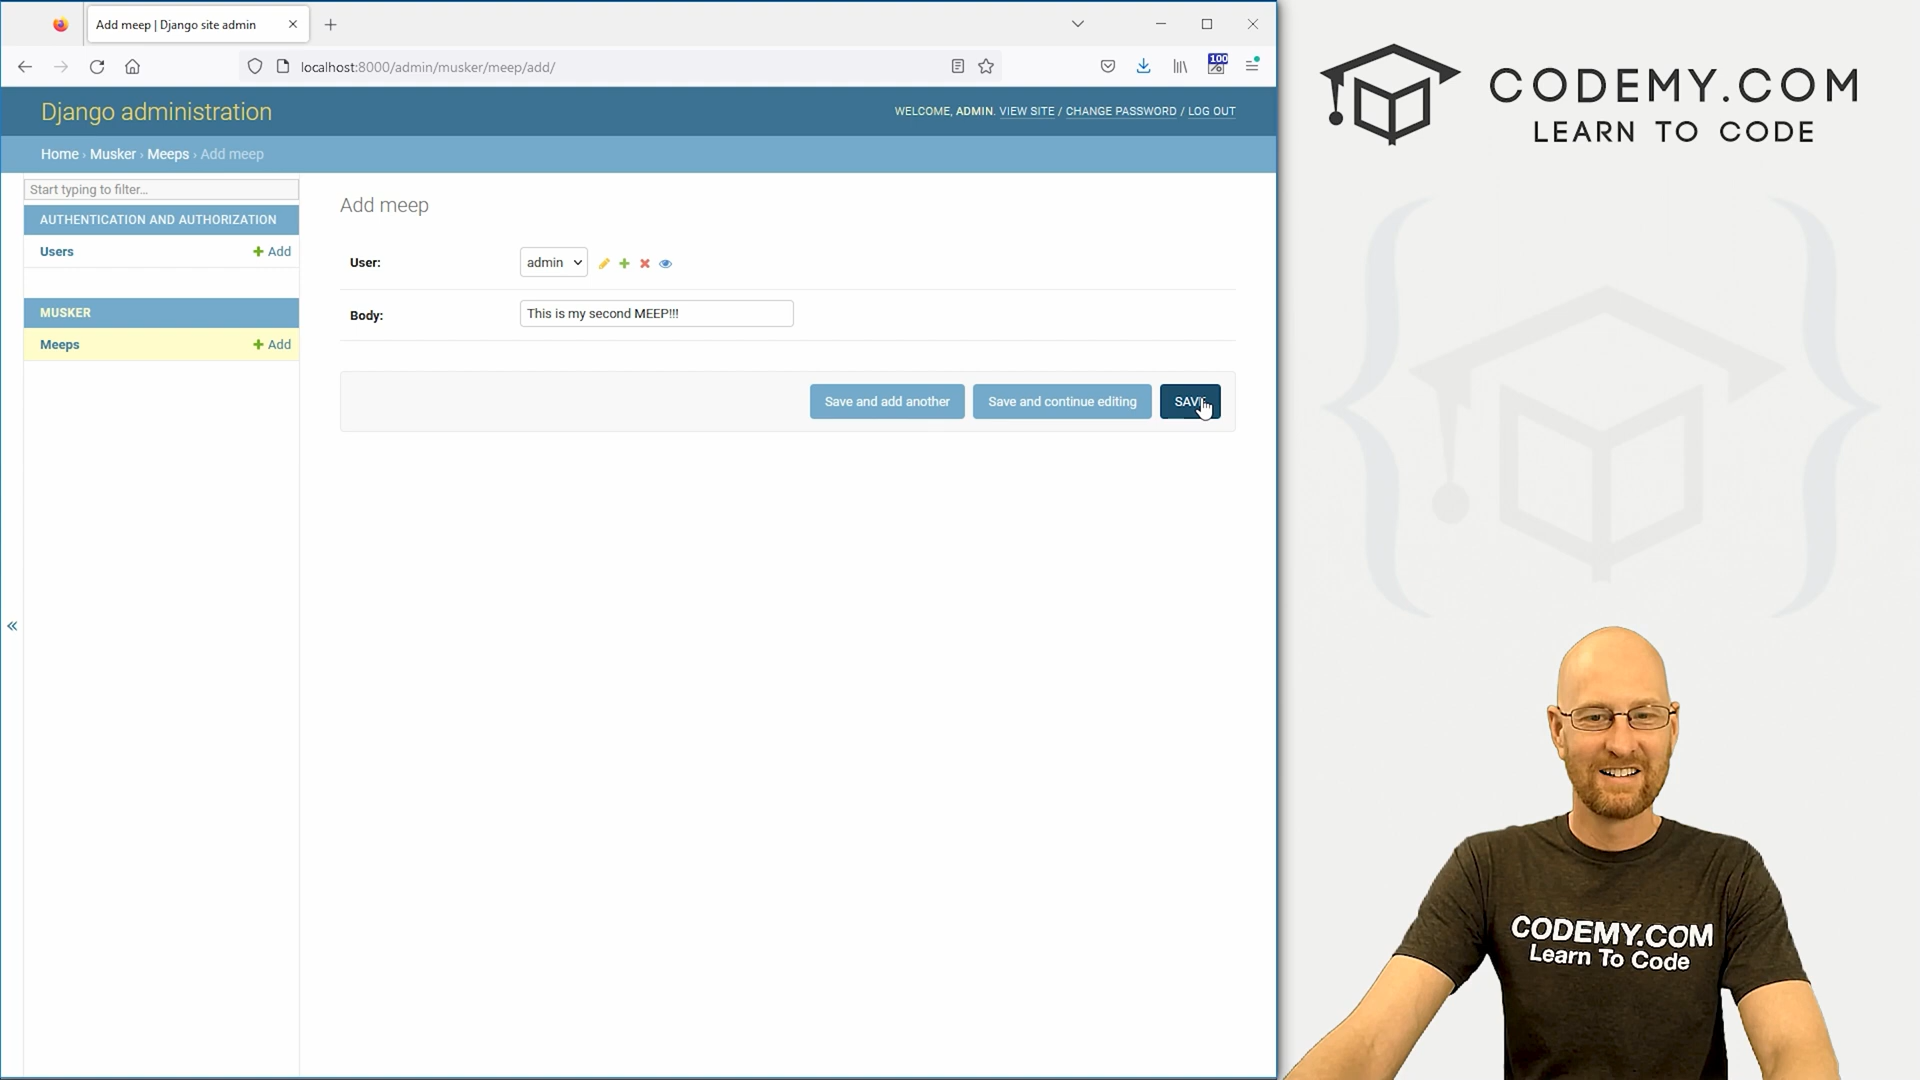 Add meep | Django site admin
localhost:8000/admin/musker/meep/add/
100
Django administration
WELCOME, ADMIN. VIEW SITE / CHANGE PASSWORD / LOG OUT
Home › Musker › Meeps › Add meep
Start typing to filter...
AUTHENTICATION AND AUTHORIZATION
Users
Add
MUSKER
Meeps
Add
Add meep
User:
admin
Body:
This is my second MEEP!!!
Save and add another
Save and continue editing
SAVE
CODEMY.COM
LEARN TO CODE
CODEMY.COM
Learn To Code